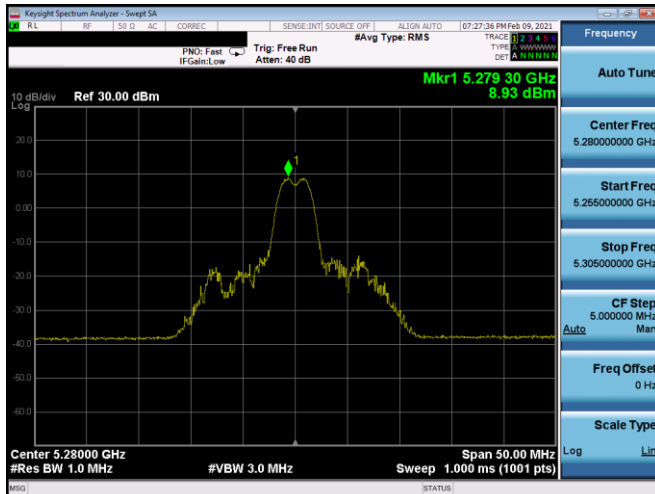 Keysight Spectrum Analyzer - Swept SA
RL RF 50 Ω AC CORREC SENSE:INT SOURCE OFF ALIGN AUTO 07:27:36 PM Feb 09, 2021
#Avg Type: RMS
TRACE 1 2 3 4 5 6
PNO: Fast Trig: Free Run
TYPE A WWWWW
IFGain:Low Atten: 40 dB
DET A N N N N N
Mkr1 5.279 30 GHz
8.93 dBm
10 dB/div Ref 30.00 dBm
Log
20.0
1
10.0
0.00
-10.0
-20.0
-30.0
-40.0
-50.0
-60.0
Center 5.28000 GHz Span 50.00 MHz
#Res BW 1.0 MHz #VBW 3.0 MHz Sweep 1.000 ms (1001 pts)
MSG STATUS
Frequency
Auto Tune
Center Freq
5.280000000 GHz
Start Freq
5.255000000 GHz
Stop Freq
5.305000000 GHz
CF Step
5.000000 MHz
Auto Man
Freq Offset
0 Hz
Scale Type
Log Lin